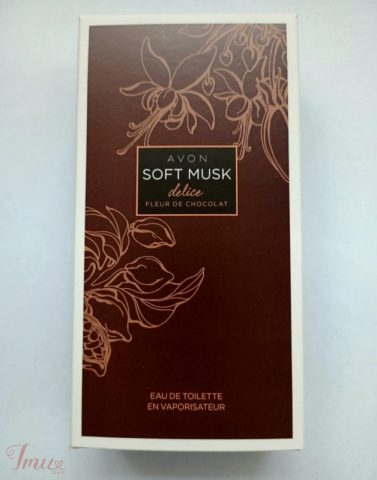 AVON
SOFT MUSK
delice
FLEUR DE CHOCOLAT
EAU DE TOILETTE
EN VAPORISATEUR